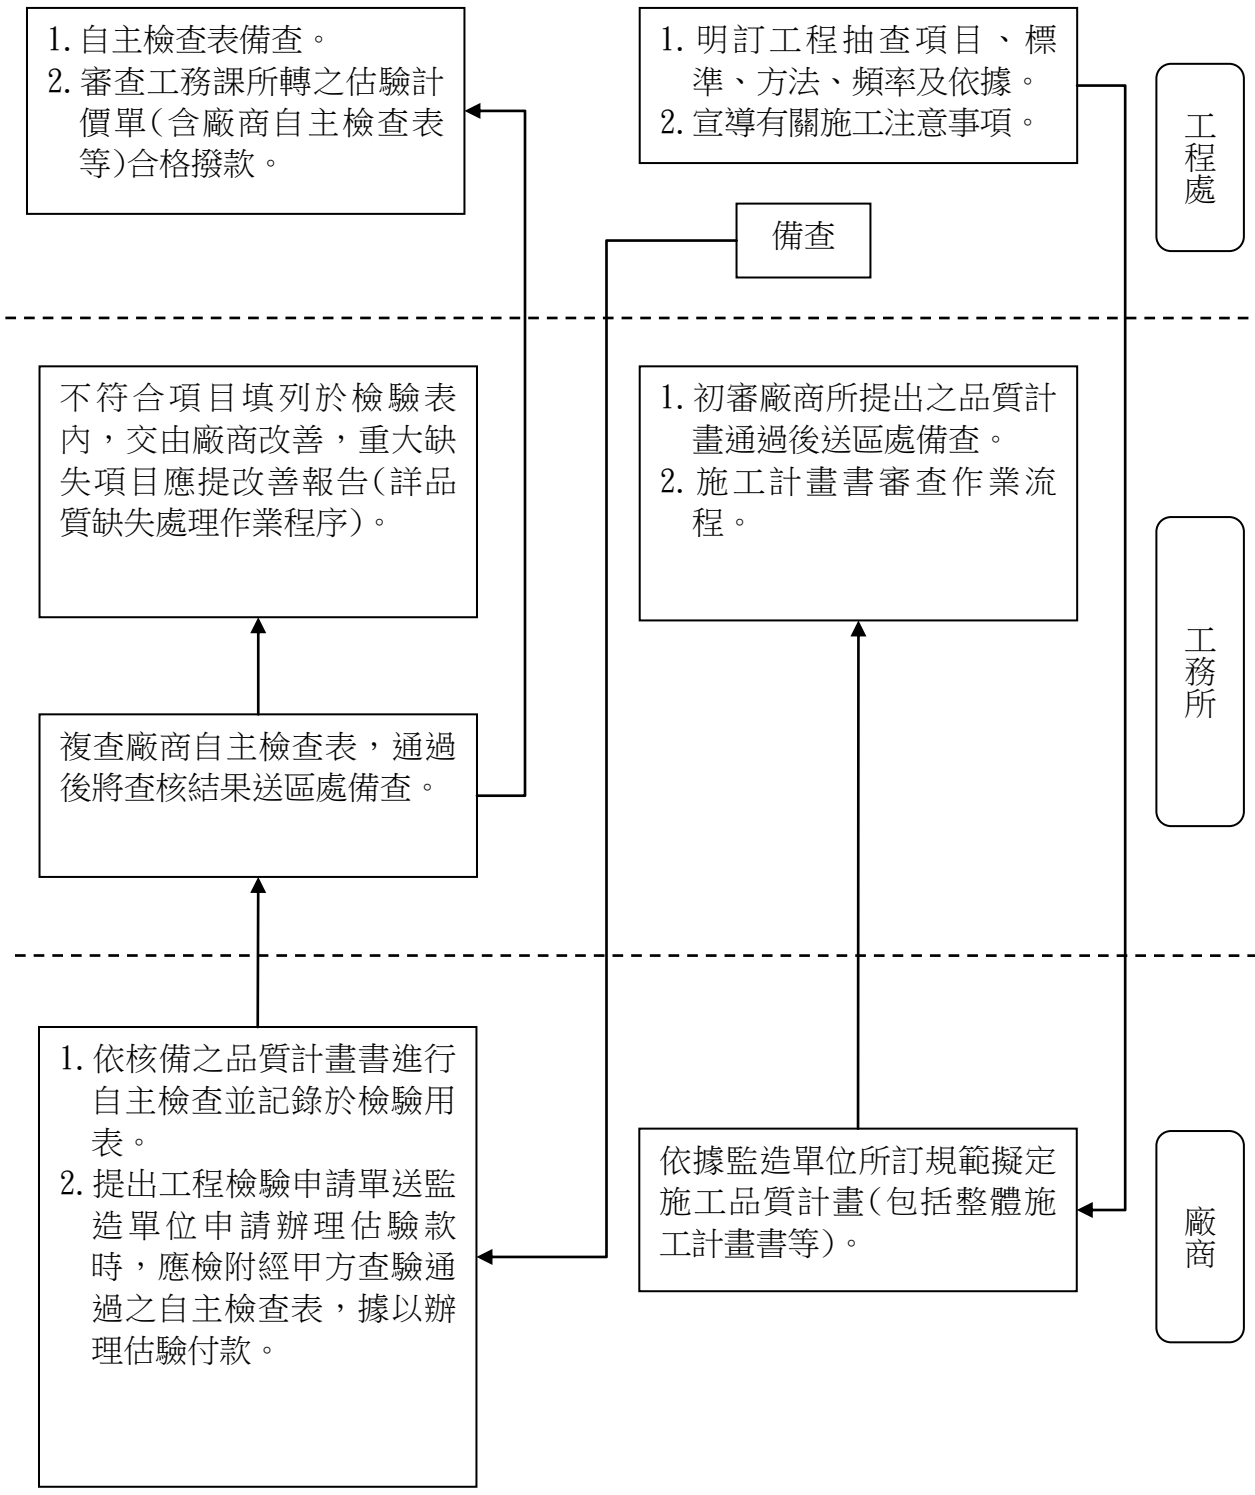 1. 自主檢查表備查。
2. 審查工務課所轉之估驗計
價單(含廠商自主檢查表
等)合格撥款。
1. 明訂工程抽查項目、標
準、方法、頻率及依據。
2. 宣導有關施工注意事項。
工程處
備查
不符合項目填列於檢驗表
內，交由廠商改善，重大缺
失項目應提改善報告(詳品
質缺失處理作業程序)。
1. 初審廠商所提出之品質計
畫通過後送區處備查。
2. 施工計畫書審查作業流
程。
工務所
複查廠商自主檢查表，通過
後將查核結果送區處備查。
1. 依核備之品質計畫書進行
自主檢查並記錄於檢驗用
表。
2. 提出工程檢驗申請單送監
造單位申請辦理估驗款
時，應檢附經甲方查驗通
過之自主檢查表，據以辦
理估驗付款。
依據監造單位所訂規範擬定
施工品質計畫(包括整體施
工計畫書等)。
廠商